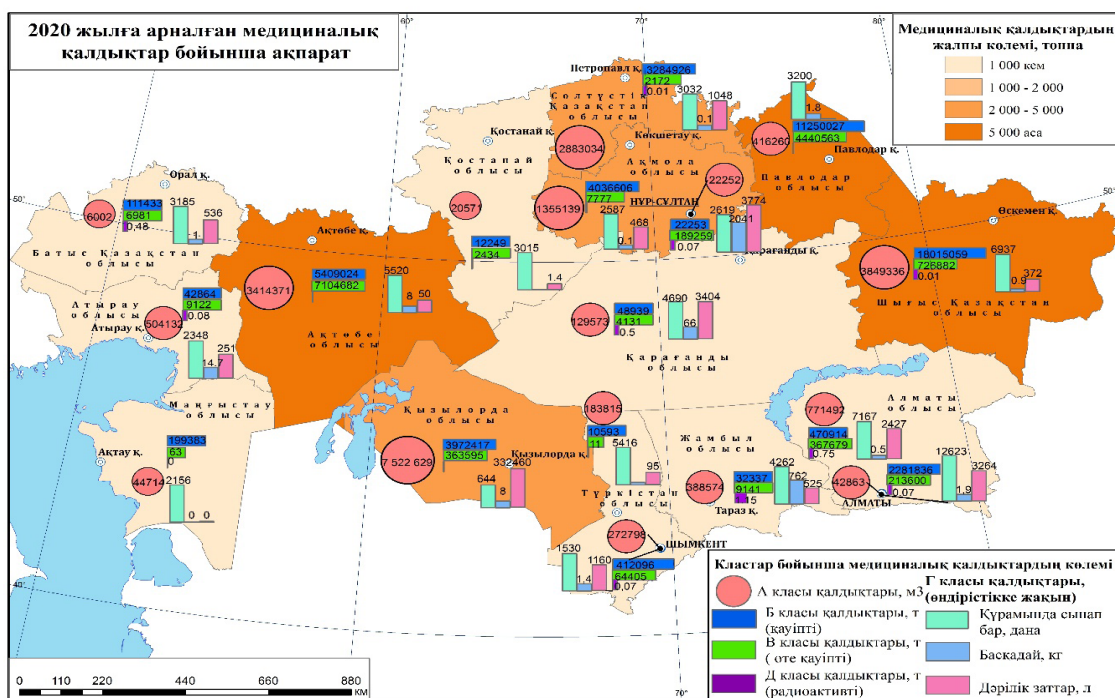 2020 жылға арналған медициналық
қалдықтар бойынша ақпарат
60°
70°
80°
Медициналық қалдықтардың
жалпы көлемі, тонна
1 000 кем
1 000 - 2 000
2 000 - 5 000
5 000 аса
Петропавл қ.
3284926
2172
0.01
3032
0.1
1048
Солтүстік
Қазақстан
облысы
2883034
Көкшетау қ.
Ақмола
облысы
1355139
4036606
7777
2587
0.1
468
Қостанай қ.
Қостанай
облысы
20571
12249
2434
3015
1.4
3200
1.8
416260
11250027
4440563
Павлодар қ.
Павлодар
облысы
22252
НҰР-СҰЛТАН
22253
189259
0.07
2619
2041
3774
Қарағанды қ.
Орал қ.
50°
6002
111433
6981
0.48
3185
1
536
Батыс Қазақстан
облысы
Ақтөбе қ.
3414371
5409024
7104682
5520
8
50
Ақтөбе
облысы
Атырау
облысы
Атырау қ.
504132
42864
9122
0.08
2348
14.7
251
50°
Өскемен қ.
3849336
18015059
728882
0.01
6937
0.9
372
Шығыс Қазақстан
облысы
129573
48939
4131
0.5
4690
66
3404
Қарағанды
облысы
Маңғыстау
облысы
Ақтау қ.
199383
63
0
44714
2156
0
0
Қызылорда
облысы
Қызылорда қ.
7 522 629
3972417
363595
644
8
332460
183815
10593
11
5416
95
Түркістан
облысы
Жамбыл
облысы
388574
32337
9141
1.15
4262
762
525
Тараз қ.
Алматы
облысы
771492
470914
367679
0.75
7167
0.5
2427
42863
2281836
213600
0.07
12623
1.9
3264
АЛМАТЫ
272798
ШЫМКЕНТ
412096
64405
0.07
1530
1.4
1160
40°
40°
70°
Кластар бойынша медициналық қалдықтардың көлемі
А класы қалдықтары, м3
Б класы қалдықтары, т
(қауіпті)
В класы қалдықтары, т
( өте қауіпті)
Д класы қалдықтары, т
(радиоактивті)
Г класы қалдықтары,
(өндірістікке жақын)
Құрамында сынап
бар, дана
Баскадай, кг
Дәрілік заттар, л
0 110 220 440 660 880
КМ